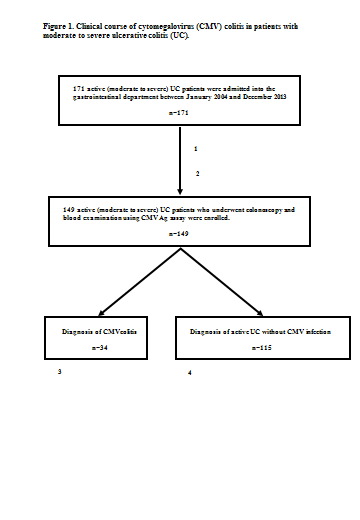 Figure 1. Clinical course of cytomegalovirus (CMV) colitis in patients with
moderate to severe ulcerative colitis (UC).
171 active (moderate to severe) UC patients were admitted into the
gastrointestinal department between January 2004 and December 2013
n=171
1
2
149 active (moderate to severe) UC patients who underwent colonoscopy and
blood examination using CMV Ag assay were enrolled.
n=149
Diagnosis of CMV colitis
n=34
Diagnosis of active UC without CMV infection
n=115
3
4